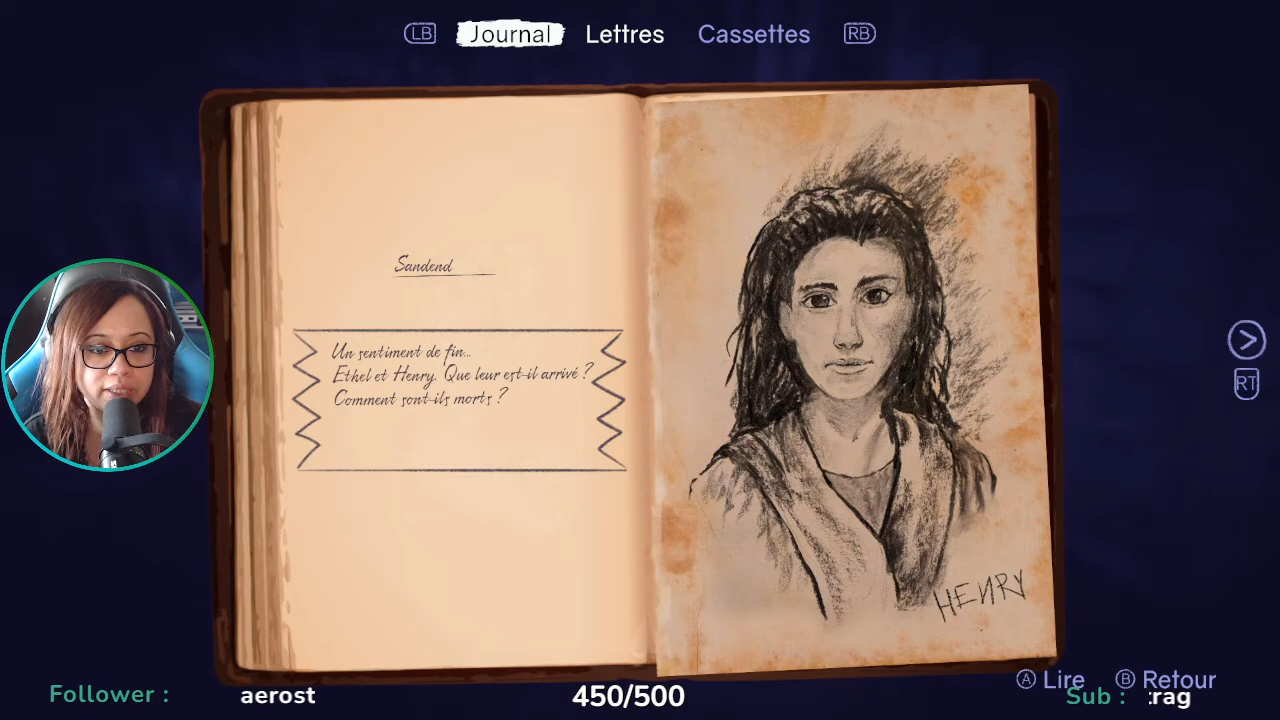 LB Journal Lettres Cassettes RB
Sandend
Un sentiment de fin...
Ethel et Henry. Que leur est-il arrivé ?
Comment sont-ils morts ?
HENRY
RT
A Lire B Retour
Follower : aerost 450/500 Sub : trag